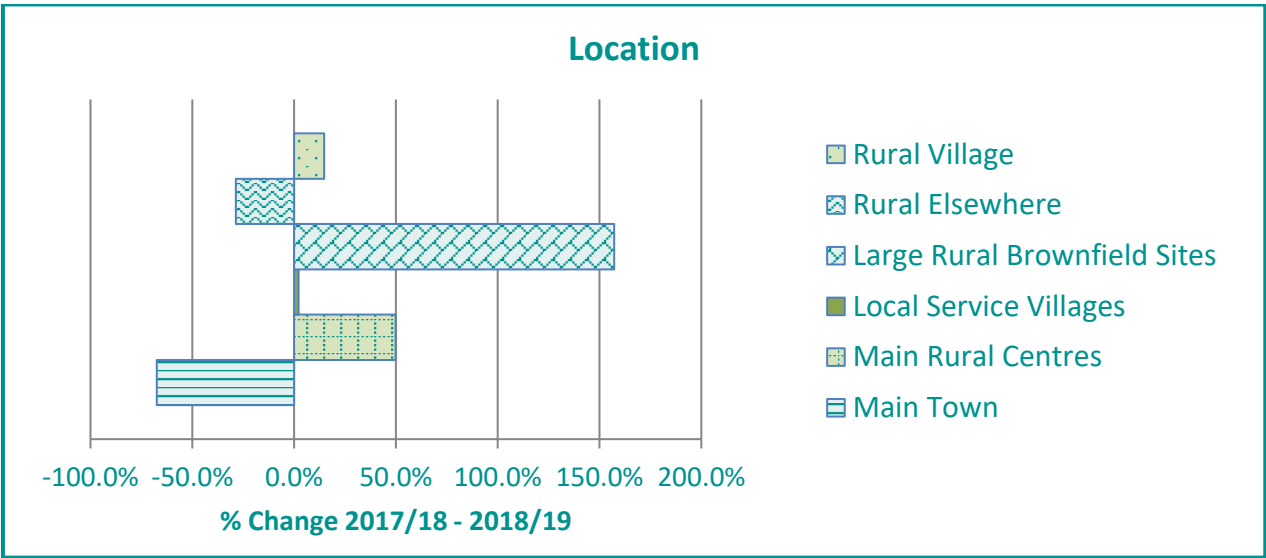 Location
Rural Village
Rural Elsewhere
Large Rural Brownfield Sites
Local Service Villages
Main Rural Centres
Main Town
-100.0% -50.0% 0.0% 50.0% 100.0% 150.0% 200.0%
% Change 2017/18 - 2018/19